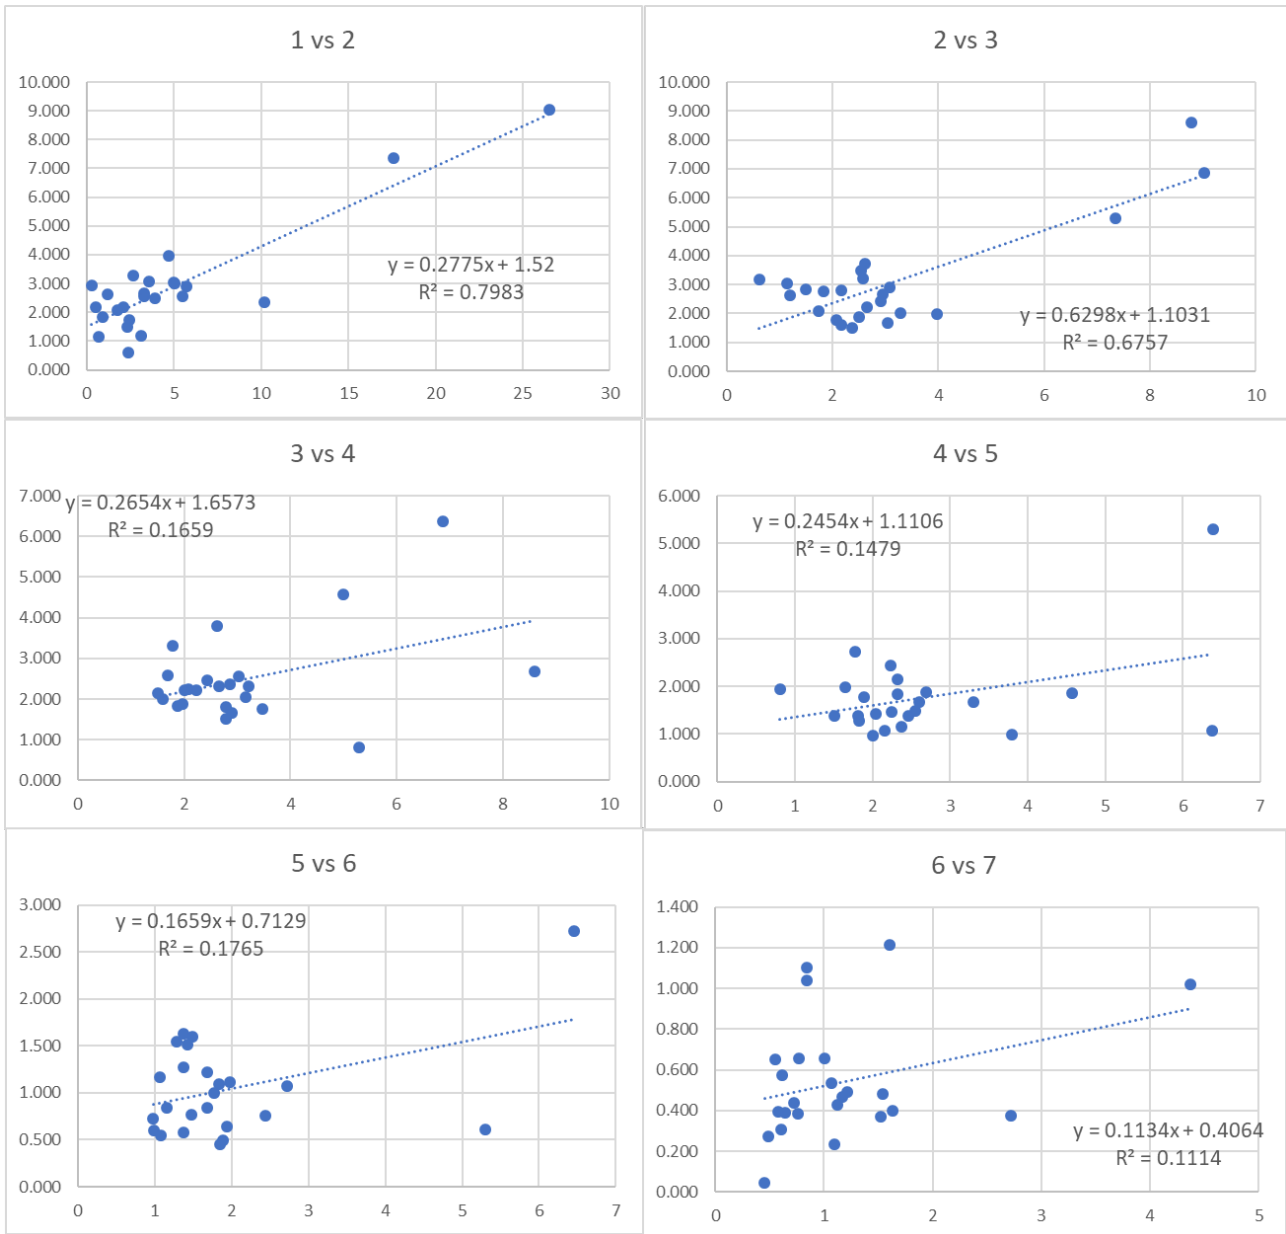 1 vs 2
10.000
9.000
8.000
7.000
6.000
5.000
4.000
3.000
2.000
1.000
0.000
y = 0.2775x + 1.52
R² = 0.7983
0 5 10 15 20 25 30
2 vs 3
10.000
9.000
8.000
7.000
6.000
5.000
4.000
3.000
2.000
1.000
0.000
y = 0.6298x + 1.1031
R² = 0.6757
0 2 4 6 8 10
3 vs 4
7.000
6.000
5.000
4.000
3.000
2.000
1.000
0.000
y = 0.2654x + 1.6573
R² = 0.1659
0 2 4 6 8 10
4 vs 5
6.000
5.000
4.000
3.000
2.000
1.000
0.000
y = 0.2454x + 1.1106
R² = 0.1479
0 1 2 3 4 5 6 7
5 vs 6
3.000
2.500
2.000
1.500
1.000
0.500
0.000
y = 0.1659x + 0.7129
R² = 0.1765
0 1 2 3 4 5 6 7
6 vs 7
1.400
1.200
1.000
0.800
0.600
0.400
0.200
0.000
y = 0.1134x + 0.4064
R² = 0.1114
0 1 2 3 4 5